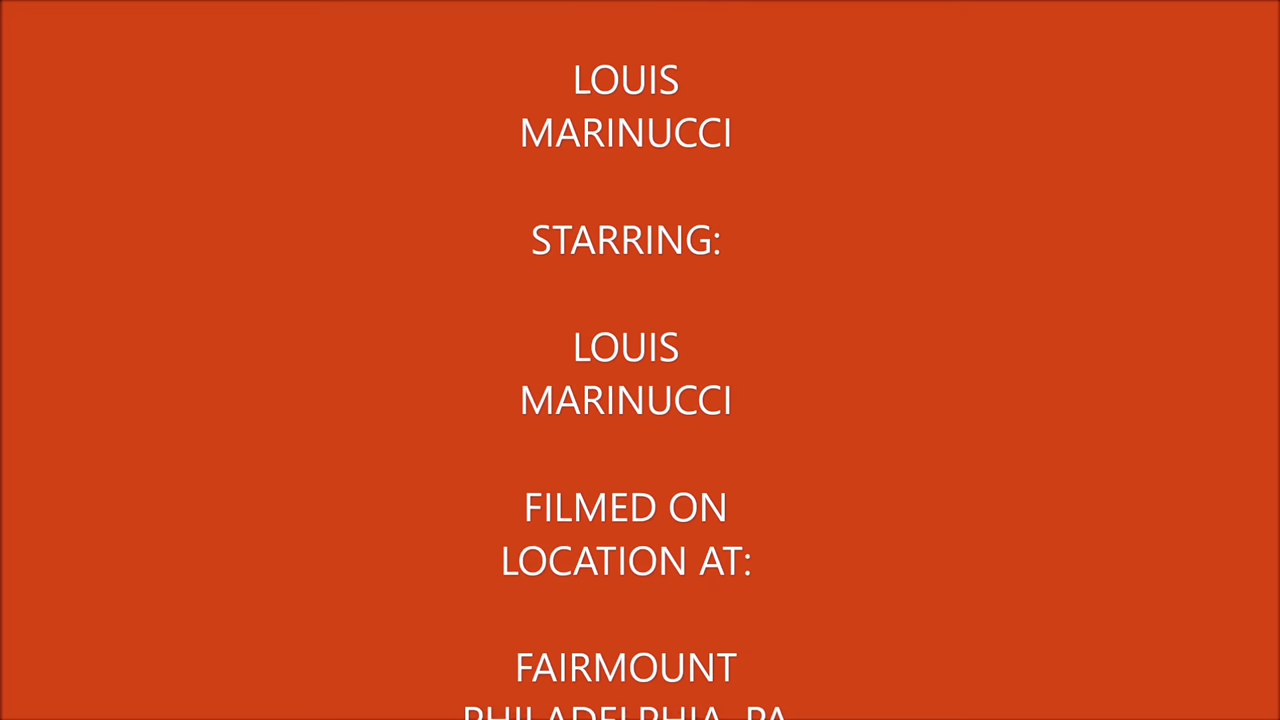 LOUIS
MARINUCCI
STARRING:
LOUIS
MARINUCCI
FILMED ON
LOCATION AT:
FAIRMOUNT
PHILADELPHIA, PA